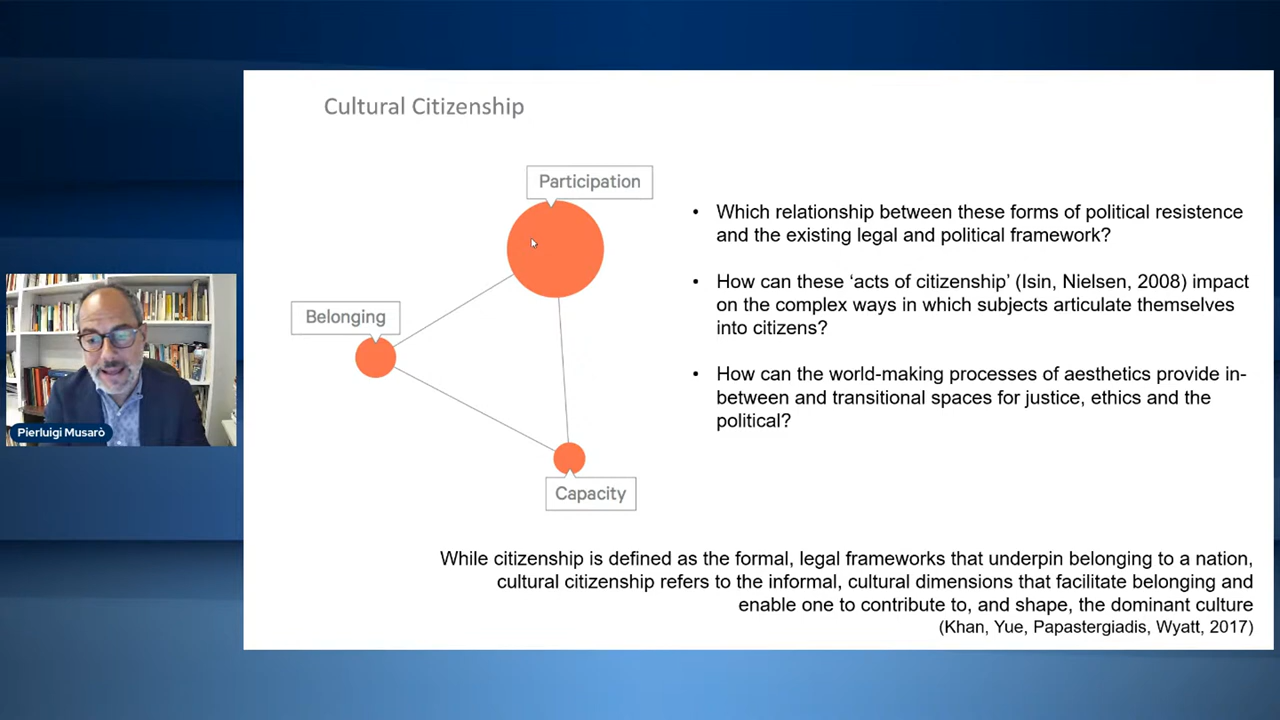 Cultural Citizenship
Participation
Belonging
Capacity
• Which relationship between these forms of political resistence
and the existing legal and political framework?
• How can these ‘acts of citizenship’ (Isin, Nielsen, 2008) impact
on the complex ways in which subjects articulate themselves
into citizens?
• How can the world-making processes of aesthetics provide in-
between and transitional spaces for justice, ethics and the
political?
While citizenship is defined as the formal, legal frameworks that underpin belonging to a nation,
cultural citizenship refers to the informal, cultural dimensions that facilitate belonging and
enable one to contribute to, and shape, the dominant culture
(Khan, Yue, Papastergiadis, Wyatt, 2017)
Pierluigi Musarò